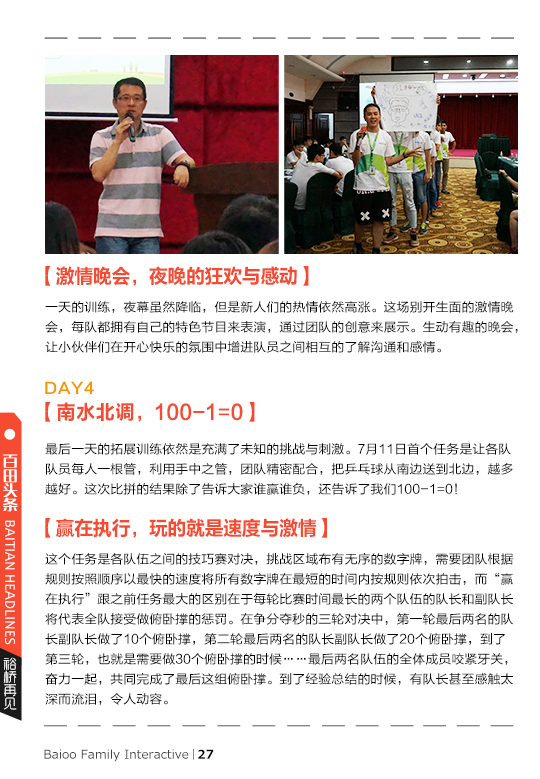 【激情晚会，夜晚的狂欢与感动】
一天的训练，夜幕虽然降临，但是新人们的热情依然高涨。这场别开生面的激情晚
会，每队都拥有自己的特色节目来表演，通过团队的创意来展示。生动有趣的晚会，
让小伙伴们在开心快乐的氛围中增进队员之间相互的了解沟通和感情。
DAY4
【南水北调，100-1=0】
最后一天的拓展训练依然是充满了未知的挑战与刺激。7月11日首个任务是让各队
队员每人一根管，利用手中之管，团队精密配合，把乒乓球从南边送到北边，越多
越好。这次比拼的结果除了告诉大家谁赢谁负，还告诉了我们100-1=0！
【赢在执行，玩的就是速度与激情】
这个任务是各队伍之间的技巧赛对决，挑战区域布有无序的数字牌，需要团队根据
规则按照顺序以最快的速度将所有数字牌在最短的时间内按规则依次拍击，而“赢
在执行”跟之前任务最大的区别在于每轮比赛时间最长的两个队伍的队长和副队长
将代表全队接受做俯卧撑的惩罚。在争分夺秒的三轮对决中，第一轮最后两名的队
长副队长做了10个俯卧撑，第二轮最后两名的队长副队长做了20个俯卧撑，到了
第三轮，也就是需要做30个俯卧撑的时候……最后两名队伍的全体成员咬紧牙关，
奋力一起，共同完成了最后这组俯卧撑。到了经验总结的时候，有队长甚至感触太
深而流泪，令人动容。
百田头条 BAITIAN HEADLINES
裕桥再见
Baioo Family Interactive | 27